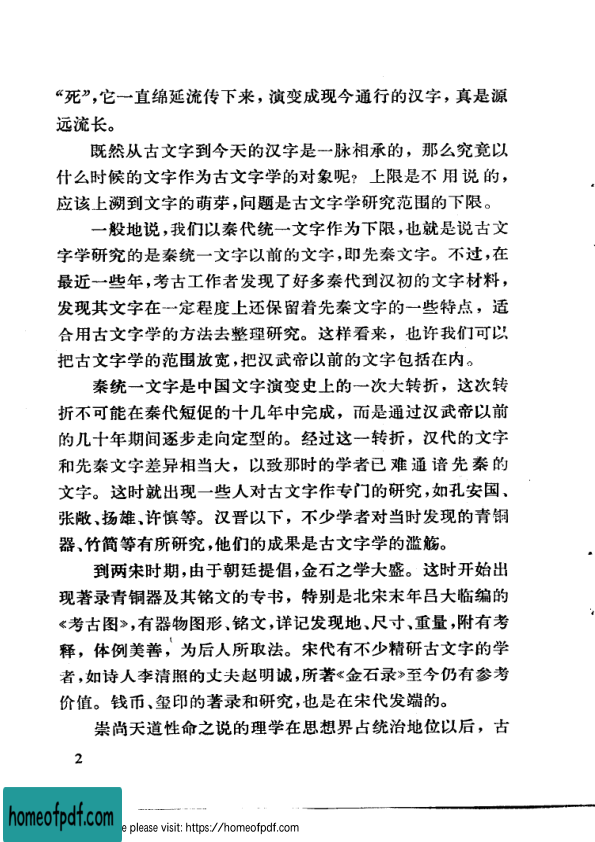 “死”，它一直绵延流传下来，演变成现今通行的汉字，真是源
远流长。
既然从古文字到今天的汉字是一脉相承的，那么究竟以
什么时候的文字作为古文字学的对象呢？上限是不用说的，
应该上溯到文字的萌芽，问题是古文字学研究范围的下限。
一般地说，我们以秦代统一文字作为下限，也就是说古文
字学研究的是秦统一文字以前的文字，即先秦文字。不过，在
最近一些年，考古工作者发现了好多秦代到汉初的文字材料，
发现其文字在一定程度上还保留着先秦文字的一些特点，适
合用古文字学的方法去整理研究。这样看来，也许我们可以
把古文字学的范围放宽，把汉武帝以前的文字包括在内。
秦统一文字是中国文字演变史上的一次大转折，这次转
折不可能在秦代短促的十几年中完成，而是通过汉武帝以前
的几十年期间逐步走向定型的。经过这一转折，汉代的文字
和先秦文字差异相当大，以致那时的学者已难通谙先秦的
文字。这时就出现一些人对古文字作专门的研究，如孔安国、
张敞、扬雄、许慎等。汉晋以下，不少学者对当时发现的青铜
器、竹简等有所研究，他们的成果是古文字学的滥觞。
到两宋时期，由于朝廷提倡，金石之学大盛。这时开始出
现著录青铜器及其铭文的专书，特别是北宋末年吕大临编的
《考古图》，有器物图形、铭文，详记发现地、尺寸、重量，附有考
释，体例美善，为后人所取法。宋代有不少精研古文字的学
者，如诗人李清照的丈夫赵明诚，所著《金石录》至今仍有参考
价值。钱币、玺印的著录和研究，也是在宋代发端的。
崇尚天道性命之说的理学在思想界占统治地位以后，古
2
homeofpdf.com
e please visit: https://homeofpdf.com